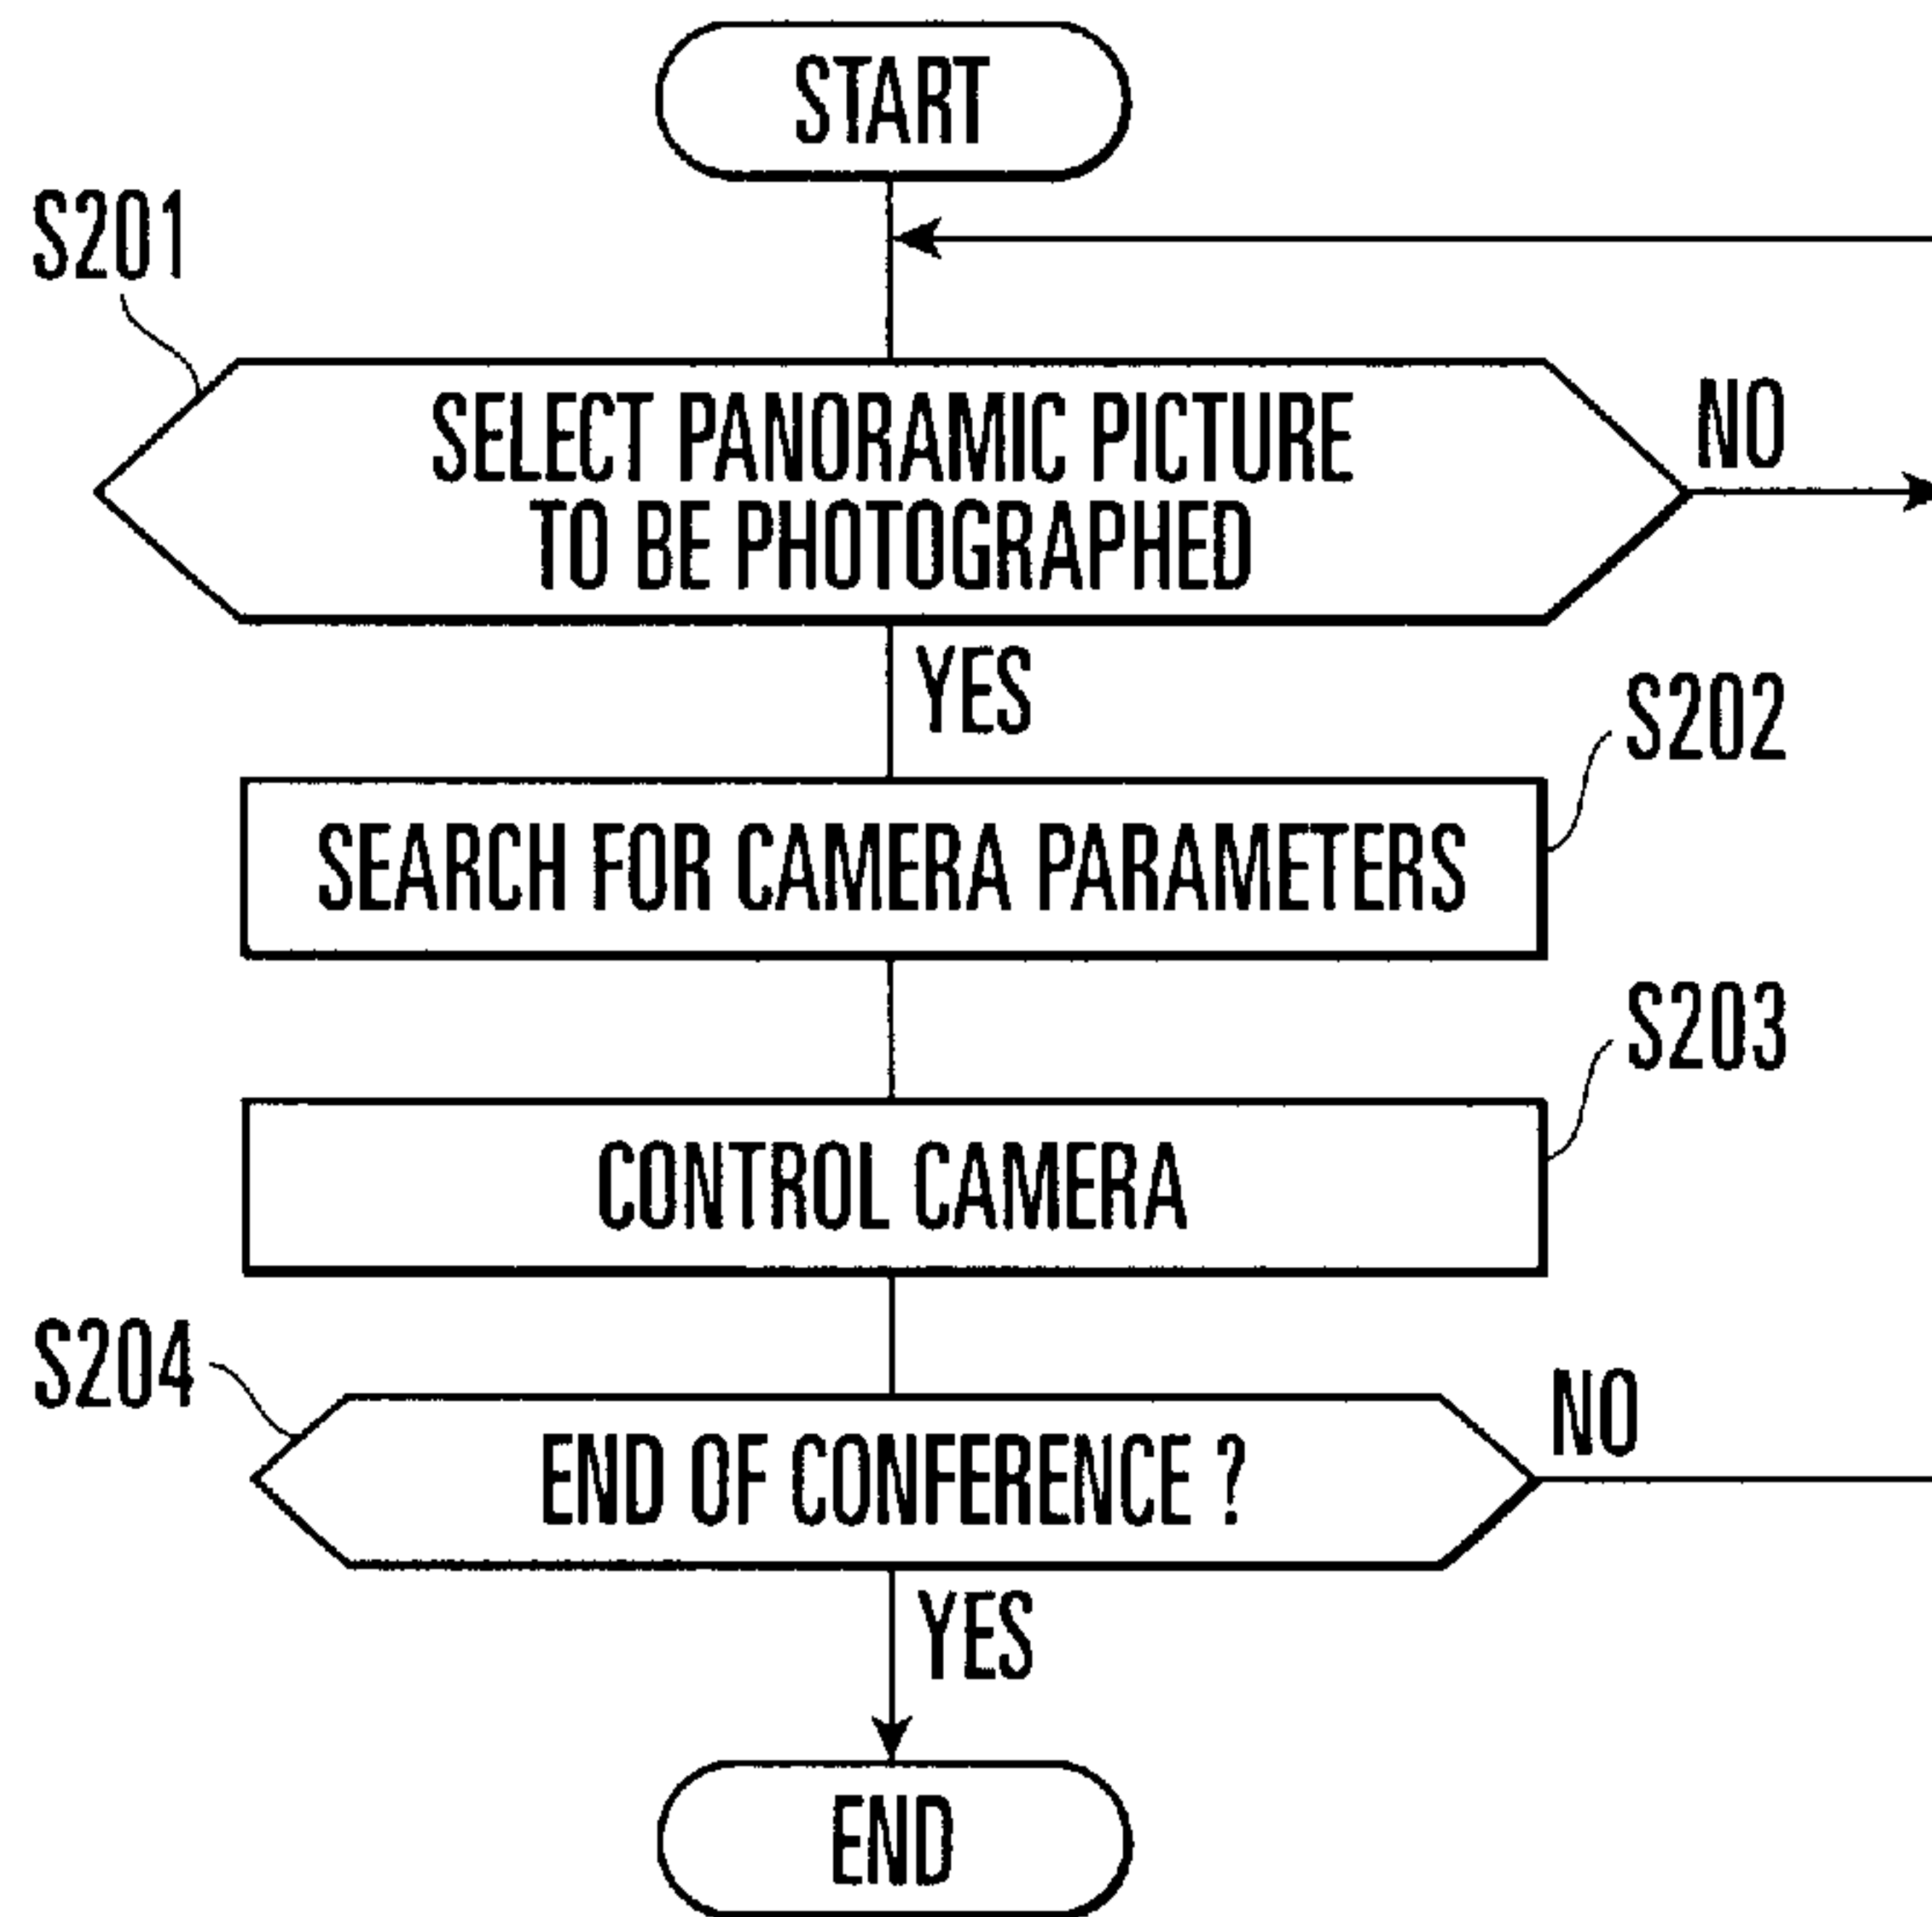 START
S201
SELECT PANORAMIC PICTURE
TO BE PHOTOGRAPHED
NO
YES
S202
SEARCH FOR CAMERA PARAMETERS
S203
CONTROL CAMERA
S204
END OF CONFERENCE ?
NO
YES
END